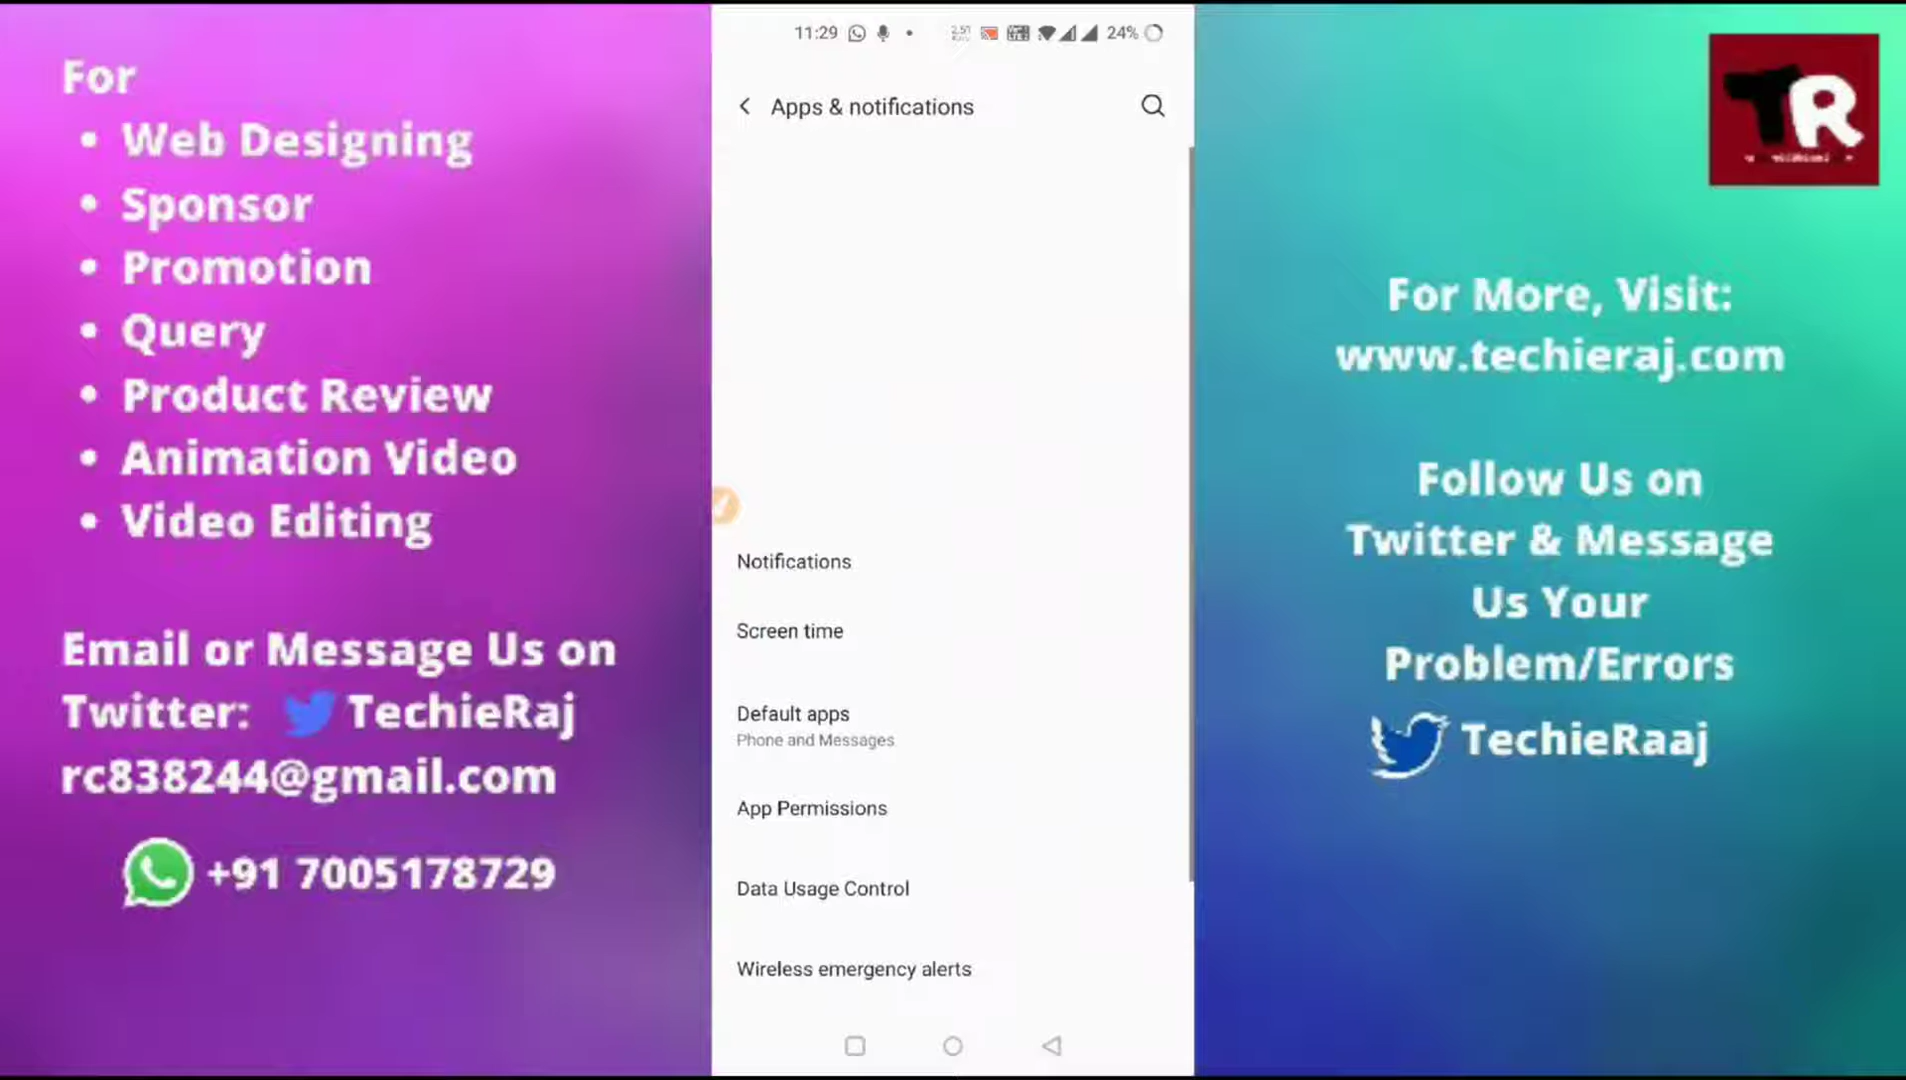 For
• Web Designing
• Sponsor
• Promotion
• Query
• Product Review
• Animation Video
• Video Editing
Email or Message Us on
Twitter: TechieRaj
rc838244@gmail.com
+91 7005178729
11:29
24%
Apps & notifications
Notifications
Screen time
Default apps
Phone and Messages
App Permissions
Data Usage Control
Wireless emergency alerts
TR
For More, Visit:
www.techieraj.com
Follow Us on
Twitter & Message
Us Your
Problem/Errors
TechieRaaj